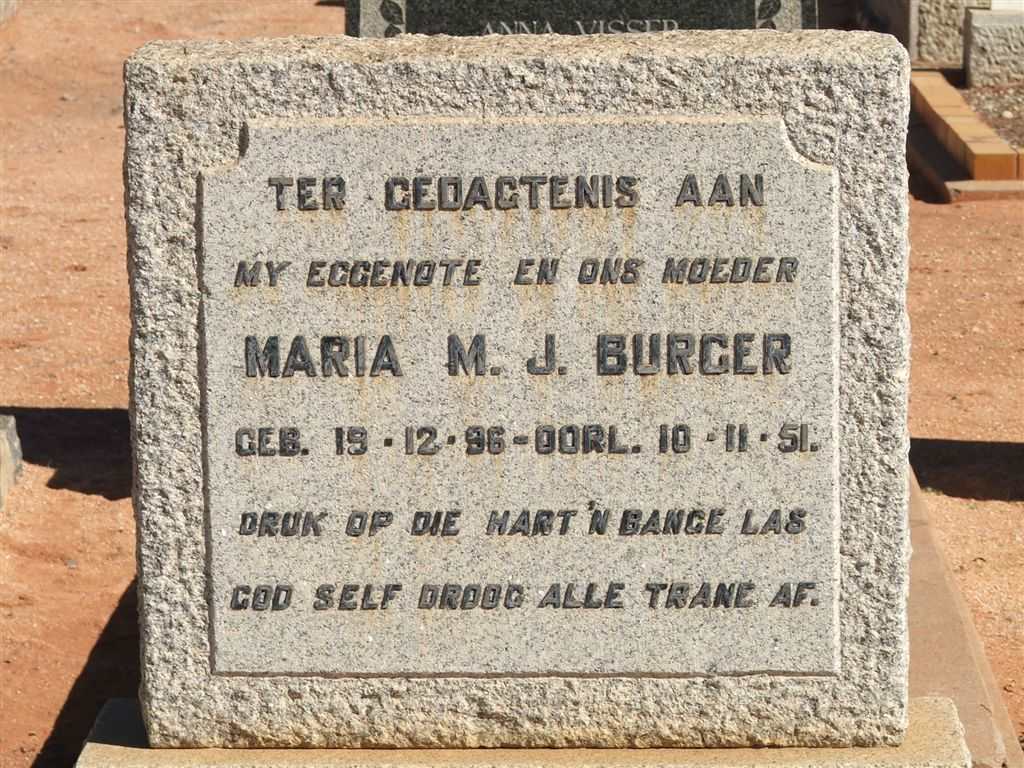 ANNA VISSER
TER GEDAGTENIS AAN
MY EGGENOTE EN ONS MOEDER
MARIA M. J. BURGER
GEB. 19·12·96-OORL. 10·11·51.
DRUK OP DIE HART 'N BANGE LAS
GOD SELF DROOG ALLE TRANE AF.